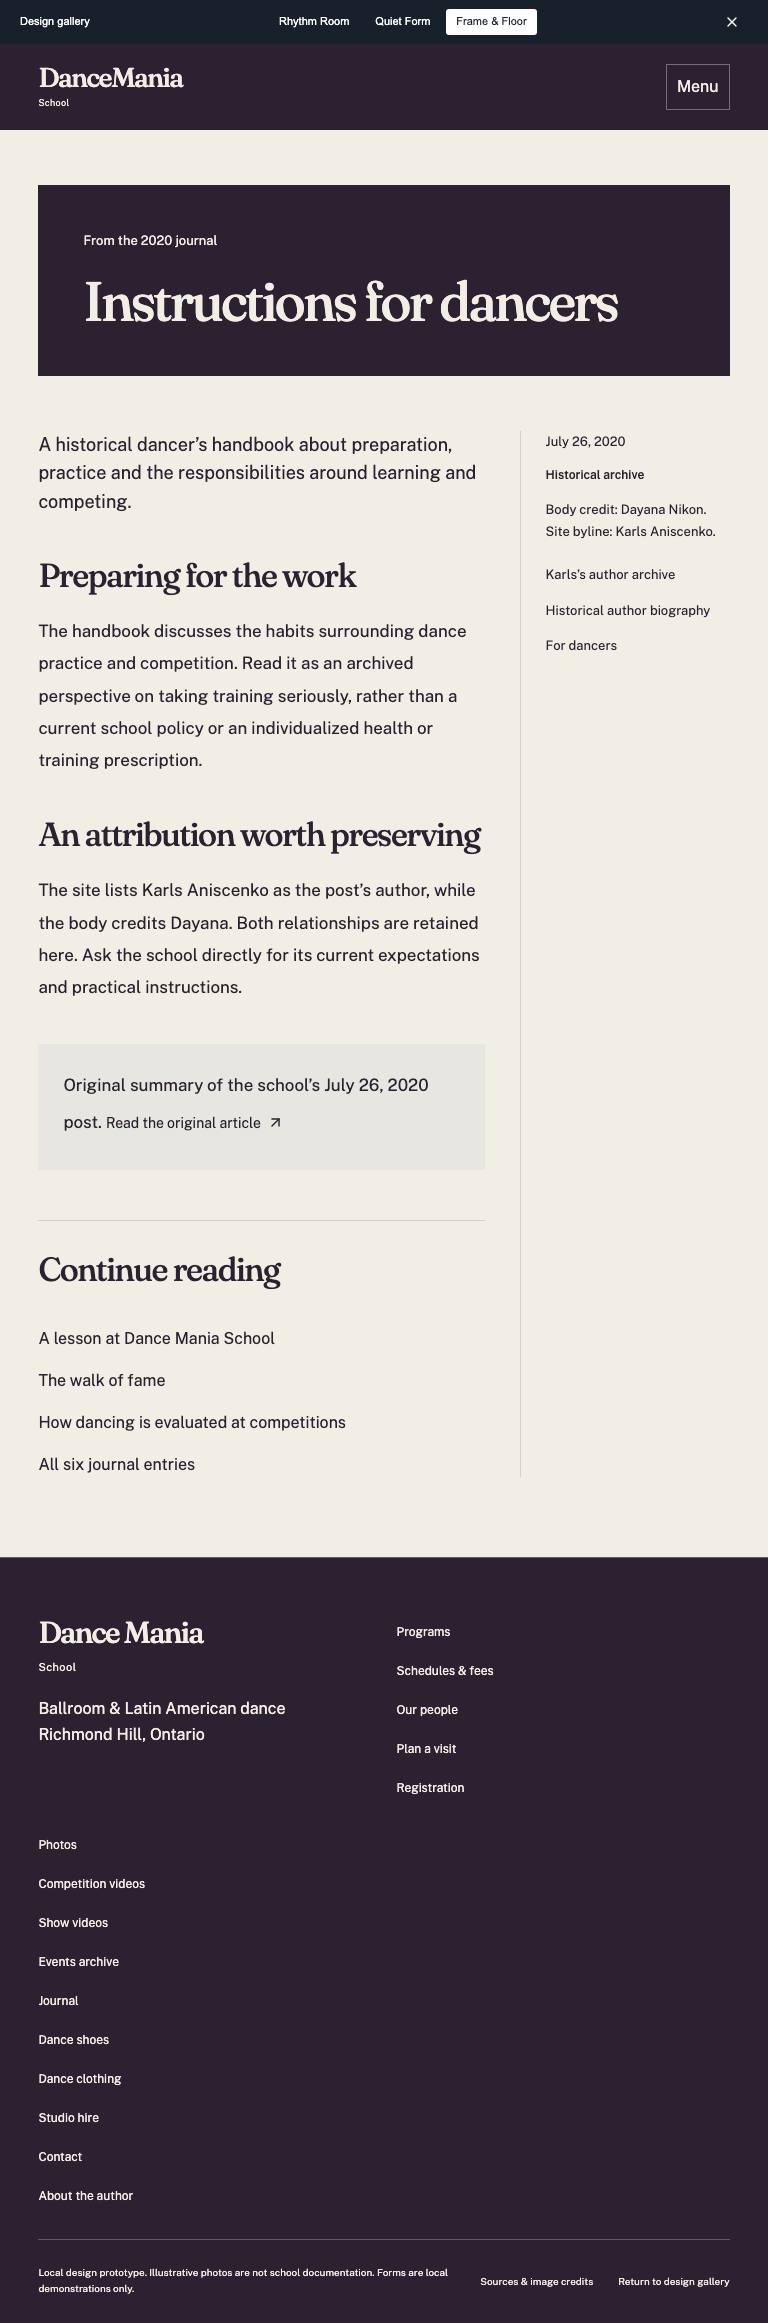 Design gallery
Rhythm Room
Quiet Form
Frame & Floor
DanceMania
School
Menu
From the 2020 journal
Instructions for dancers
A historical dancer’s handbook about preparation,
practice and the responsibilities around learning and
competing.
Preparing for the work
The handbook discusses the habits surrounding dance
practice and competition. Read it as an archived
perspective on taking training seriously, rather than a
current school policy or an individualized health or
training prescription.
An attribution worth preserving
The site lists Karls Aniscenko as the post’s author, while
the body credits Dayana. Both relationships are retained
here. Ask the school directly for its current expectations
and practical instructions.
Original summary of the school’s July 26, 2020
post. Read the original article
Continue reading
A lesson at Dance Mania School
The walk of fame
How dancing is evaluated at competitions
All six journal entries
July 26, 2020
Historical archive
Body credit: Dayana Nikon.
Site byline: Karls Aniscenko.
Karls’s author archive
Historical author biography
For dancers
Dance Mania
School
Ballroom & Latin American dance
Richmond Hill, Ontario
Programs
Schedules & fees
Our people
Plan a visit
Registration
Photos
Competition videos
Show videos
Events archive
Journal
Dance shoes
Dance clothing
Studio hire
Contact
About the author
Local design prototype. Illustrative photos are not school documentation. Forms are local
demonstrations only.
Sources & image credits
Return to design gallery